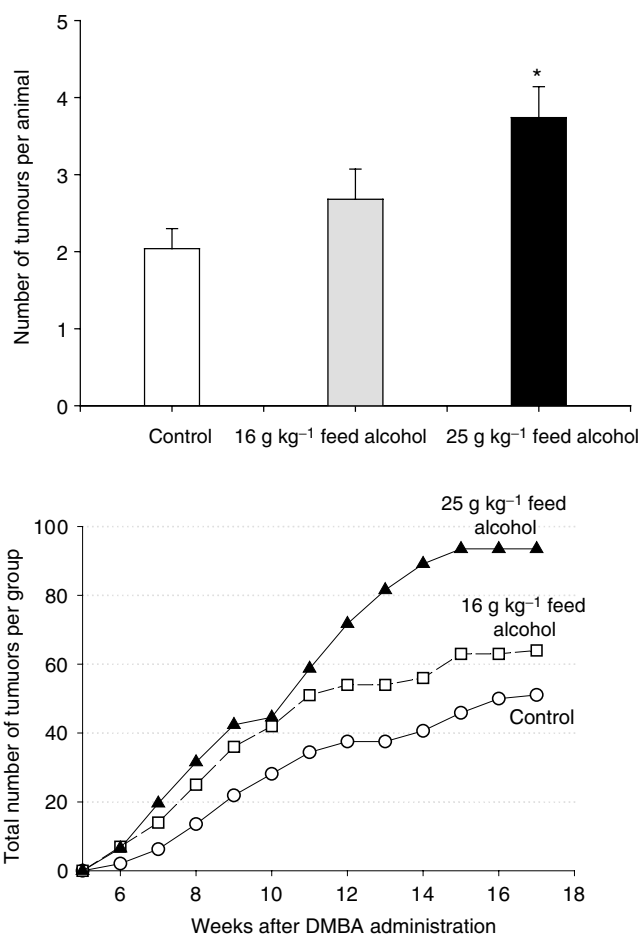 Number of tumours per animal
5
4
3
2
1
0
*
Control
16 g kg⁻¹ feed alcohol
25 g kg⁻¹ feed alcohol
Total number of tumuors per group
100
80
60
40
20
0
25 g kg⁻¹ feed
alcohol
16 g kg⁻¹ feed
alcohol
Control
6 8 10 12 14 16 18
Weeks after DMBA administration